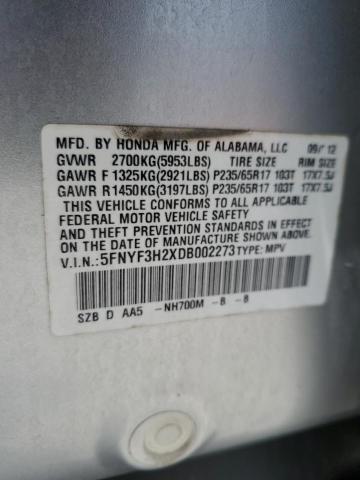 MFD. BY HONDA MFG. OF ALABAMA, LLC 09/12
GVWR 2700KG(5953LBS) TIRE SIZE RIM SIZE
GAWR F 1325KG(2921LBS) P235/65R17 103T 17X7.5J
GAWR R1450KG(3197LBS) P235/65R17 103T 17X7.5J
THIS VEHICLE CONFORMS TO ALL APPLICABLE
FEDERAL MOTOR VEHICLE SAFETY
AND THEFT PREVENTION STANDARDS IN EFFECT ON THE
DATE OF MANUFACTURE SHOWN ABOVE.
V.I.N.: 5FNYF3H2XDB002273 TYPE: MPV
SZB D AA5 -NH700M -B -8